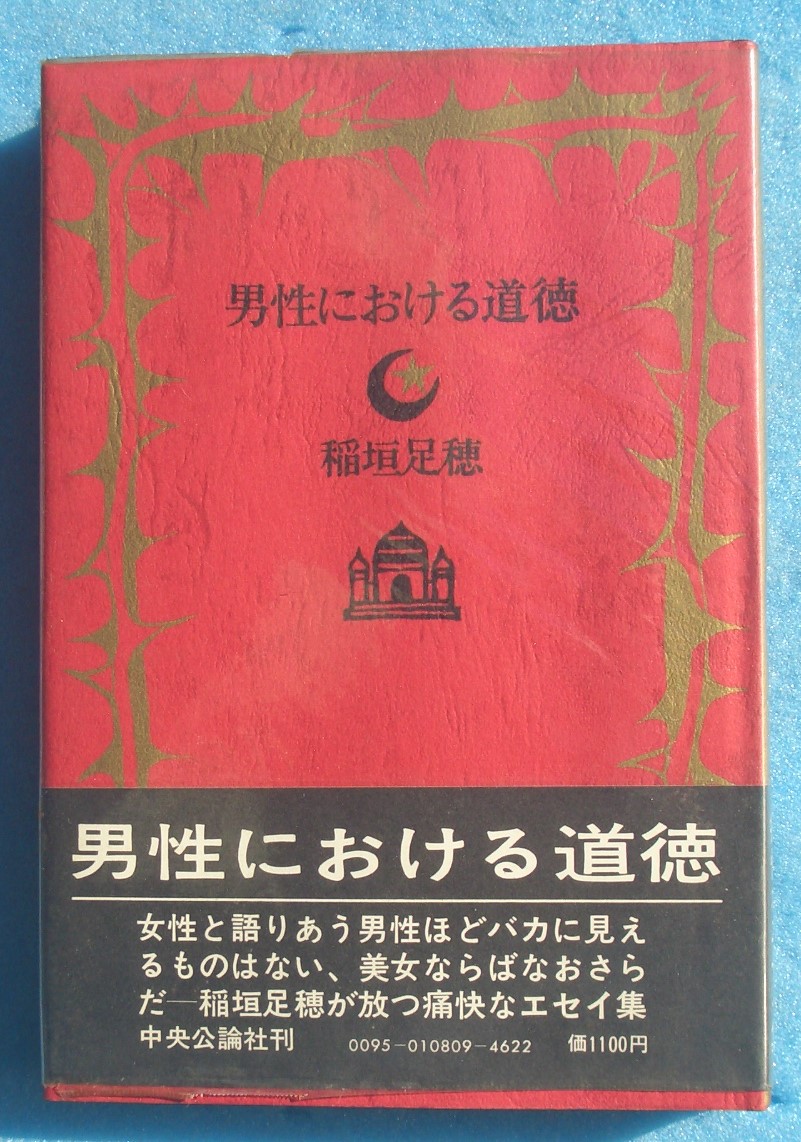 男性における道徳
稲垣足穂
男性における道徳
女性と語りあう男性ほどバカに見え
るものはない、美女ならばなおさら
だ―稲垣足穂が放つ痛快なエセイ集
中央公論社刊 0095-010809-4622 価1100円